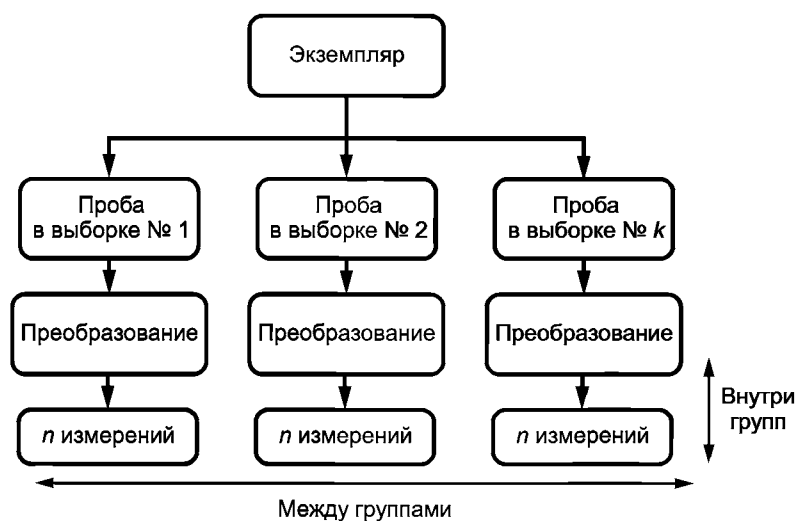 Экземпляр
Проба
в выборке № 1
Проба
в выборке № 2
Проба
в выборке № k
Преобразование
Преобразование
Преобразование
n измерений
n измерений
n измерений
Внутри
групп
Между группами